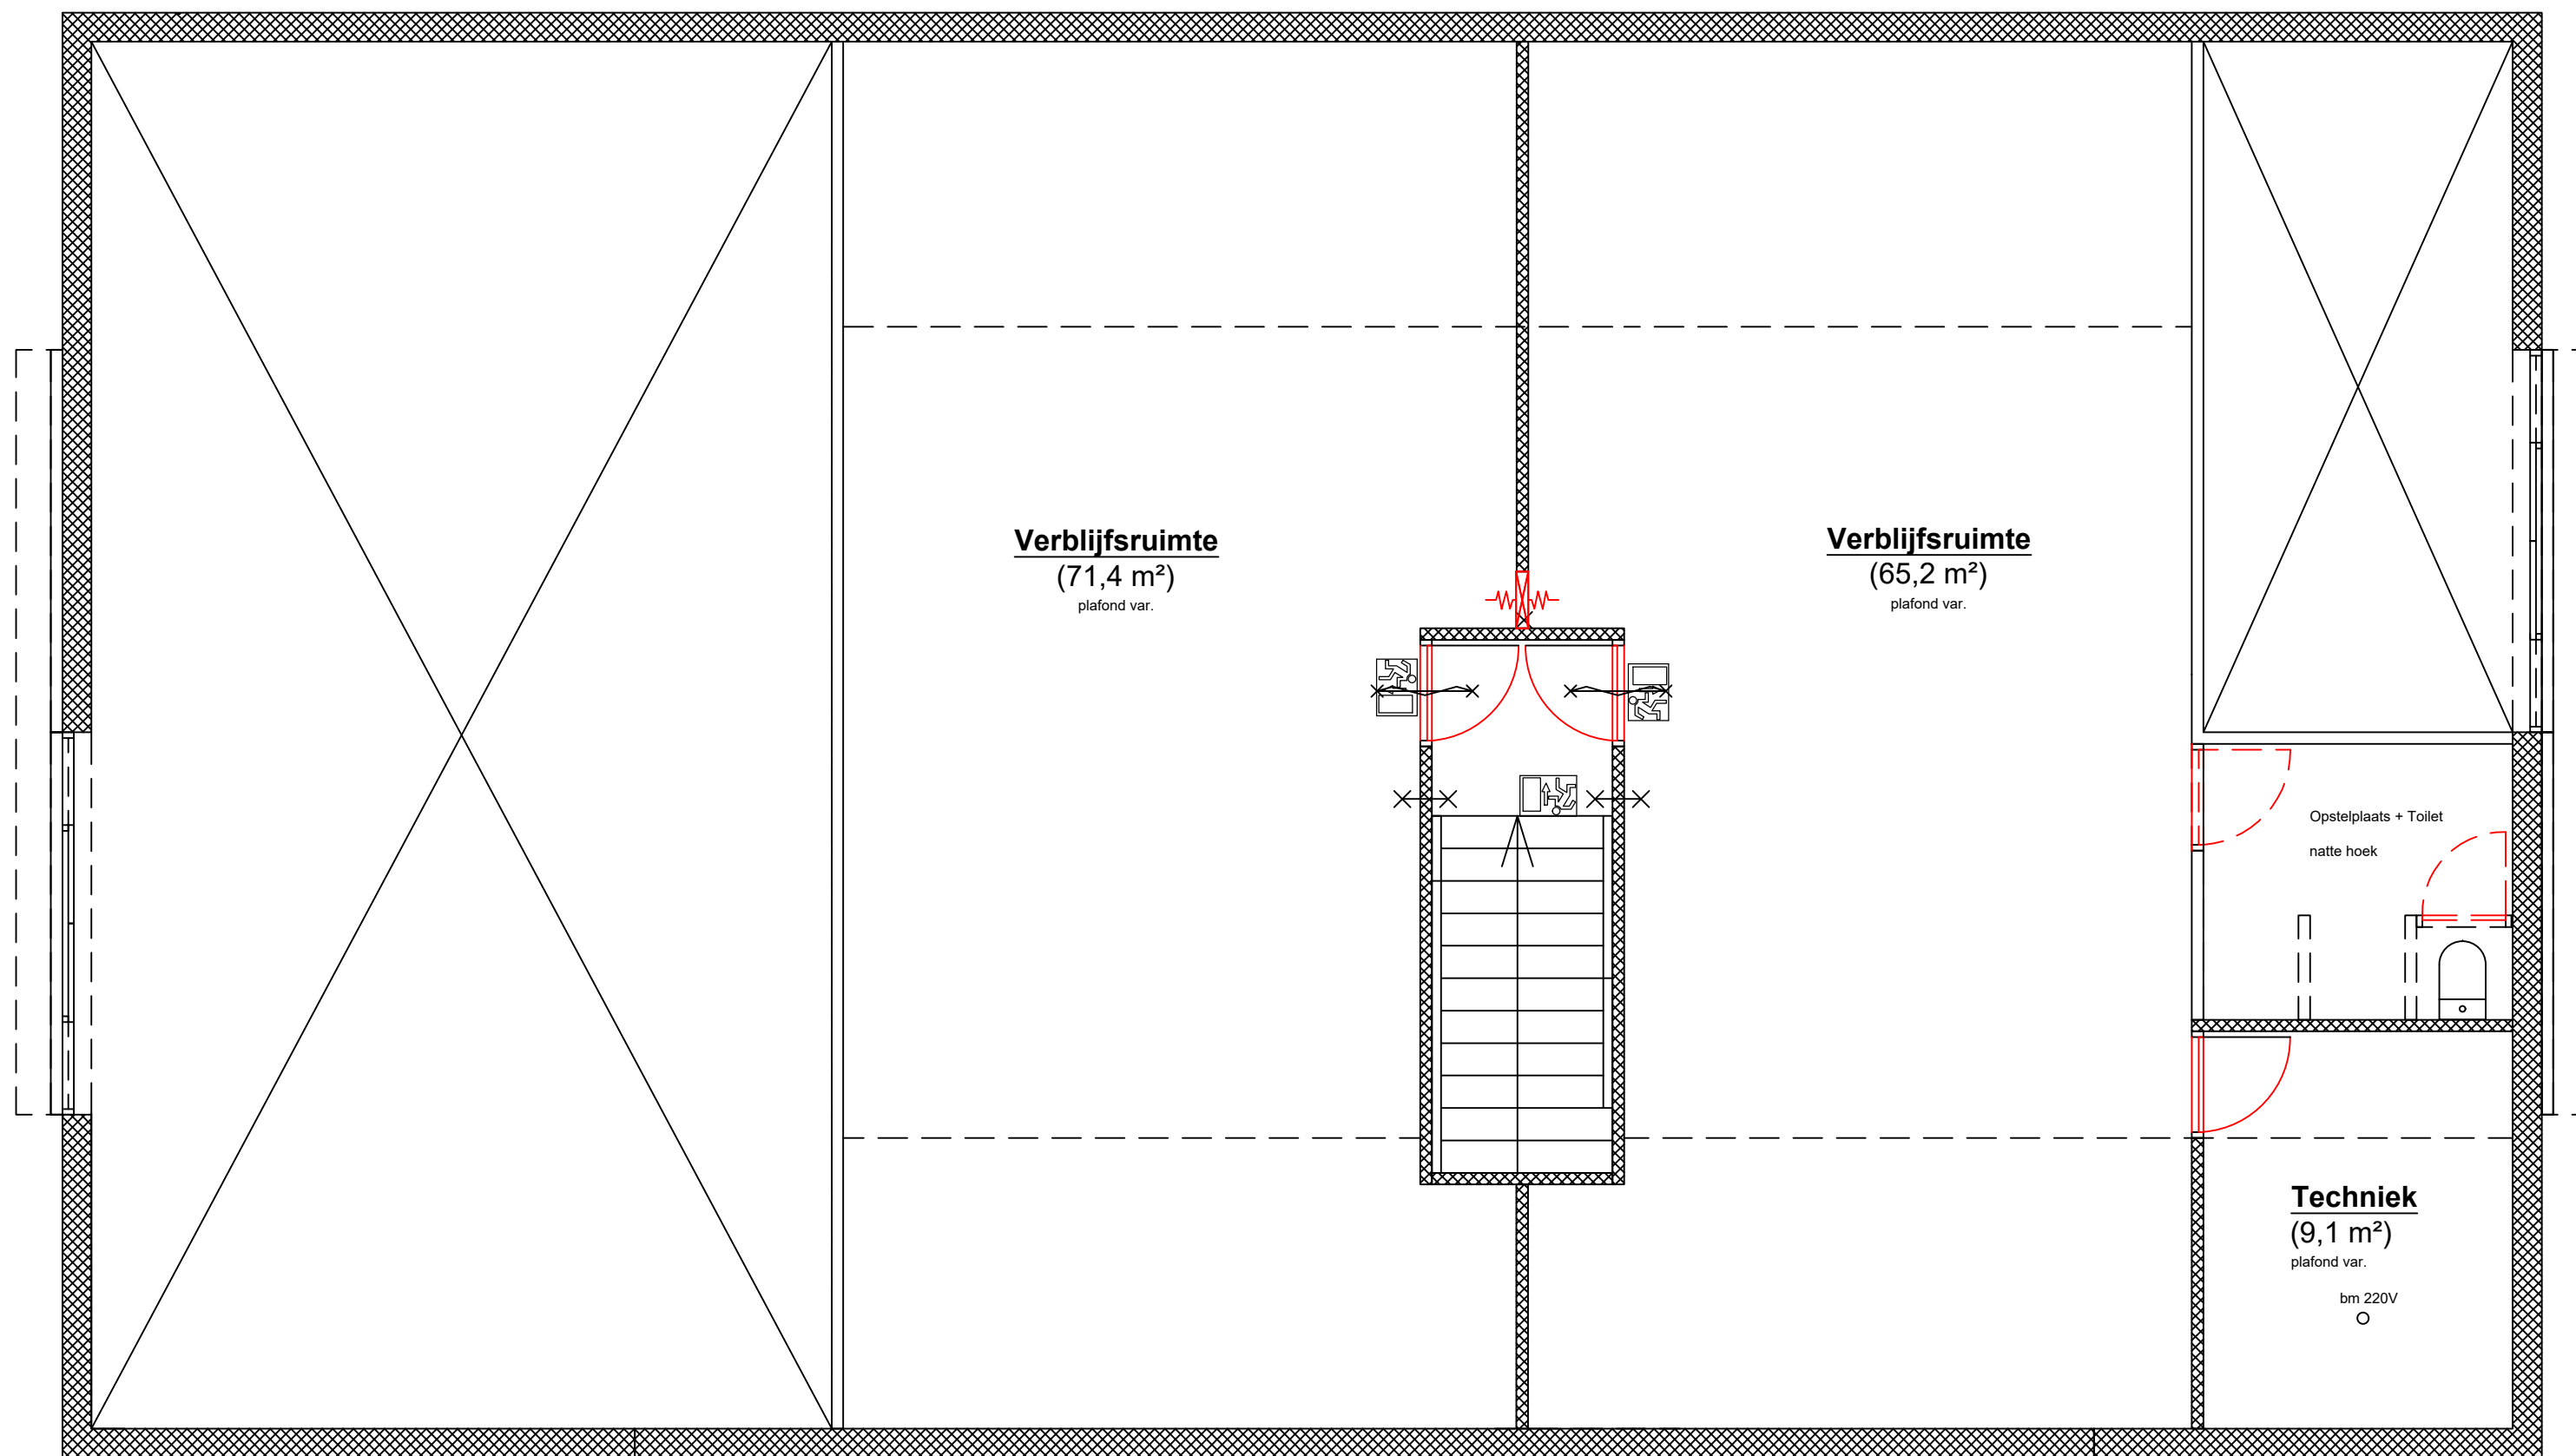 Verblijfsruimte
(71,4 m²)
plafond var.
Verblijfsruimte
(65,2 m²)
plafond var.
Opstelplaats + Toilet
natte hoek
Techniek
(9,1 m²)
plafond var.
bm 220V